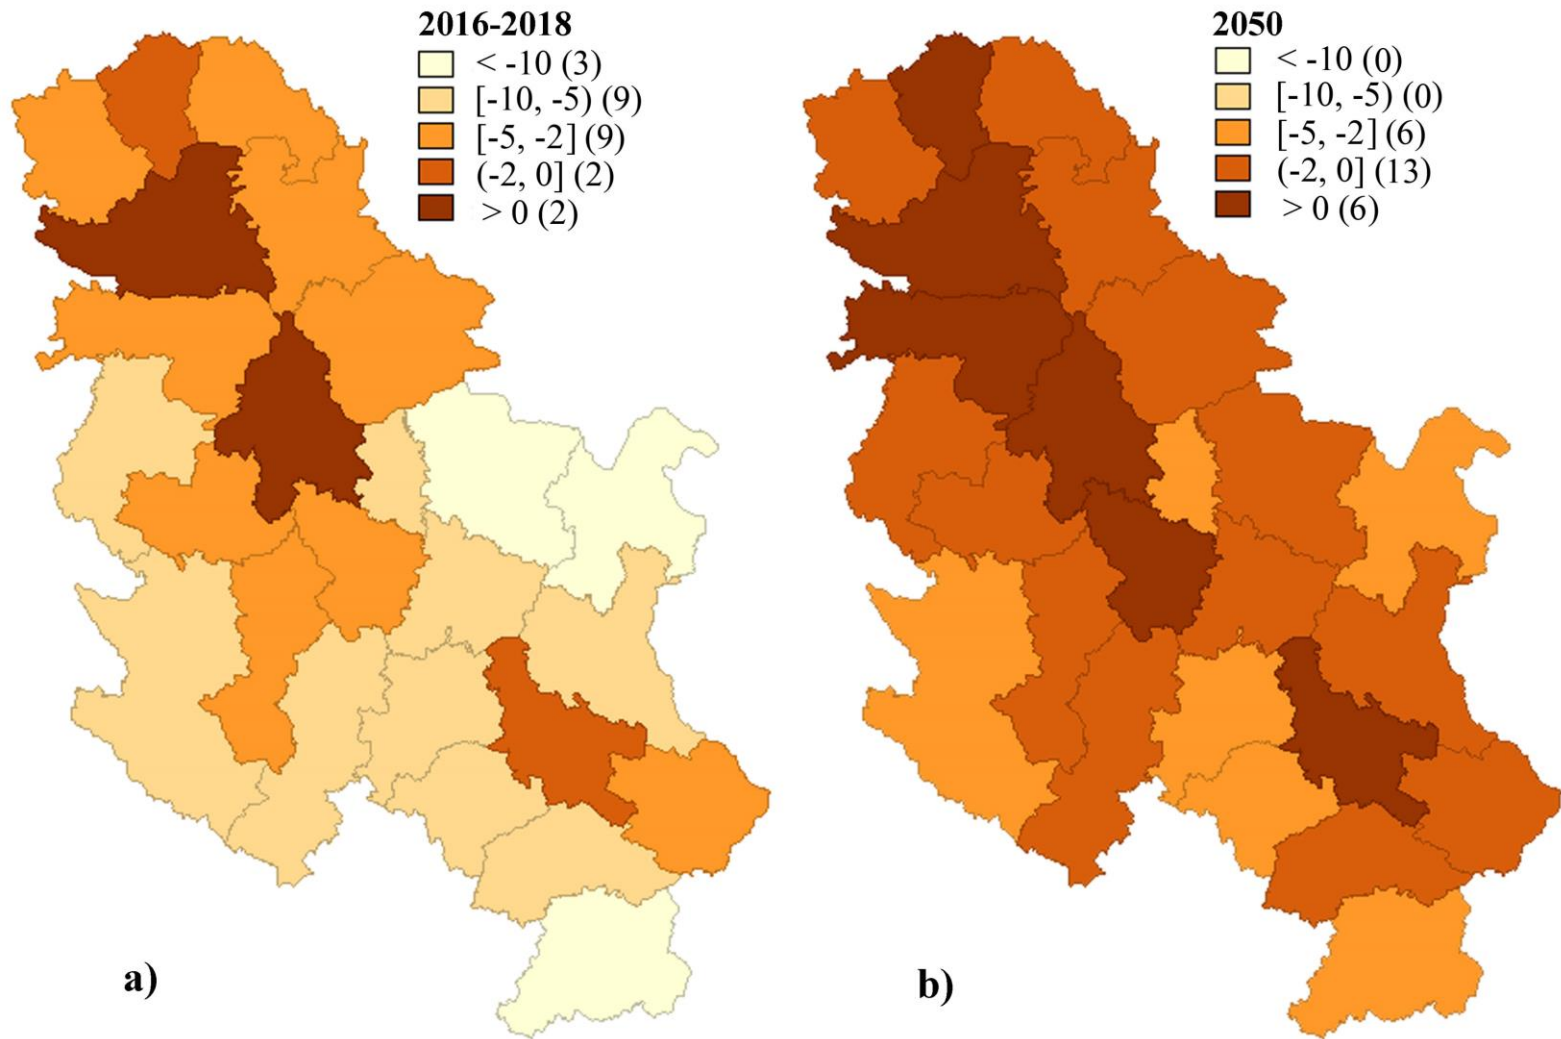 2016-2018
< -10 (3)
[-10, -5) (9)
[-5, -2] (9)
(-2, 0] (2)
> 0 (2)
a)
2050
< -10 (0)
[-10, -5) (0)
[-5, -2] (6)
(-2, 0] (13)
> 0 (6)
b)